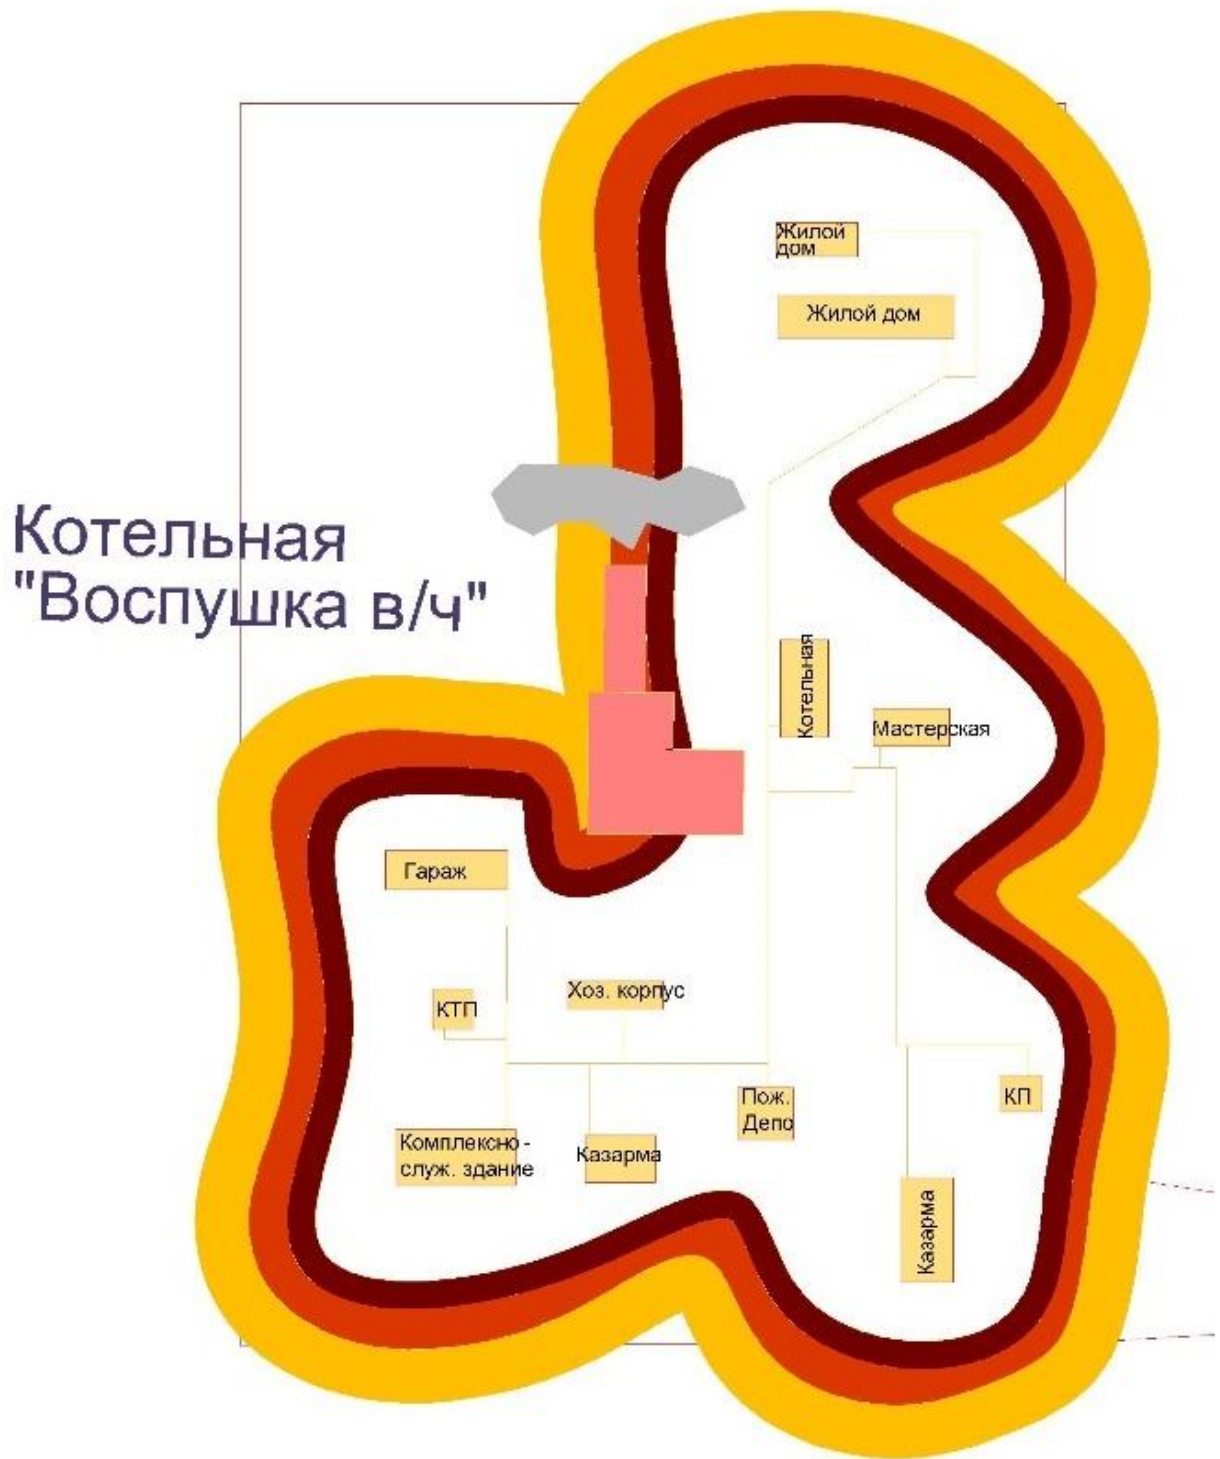 Жилой
дом
Жилой дом
Котельная
"Воспушка в/ч"
Котельная
Мастерская
Гараж
Хоз. корпус
КТП
КП
Пож.
Депо
Комплексно-
служ. здание
Казарма
Казарма